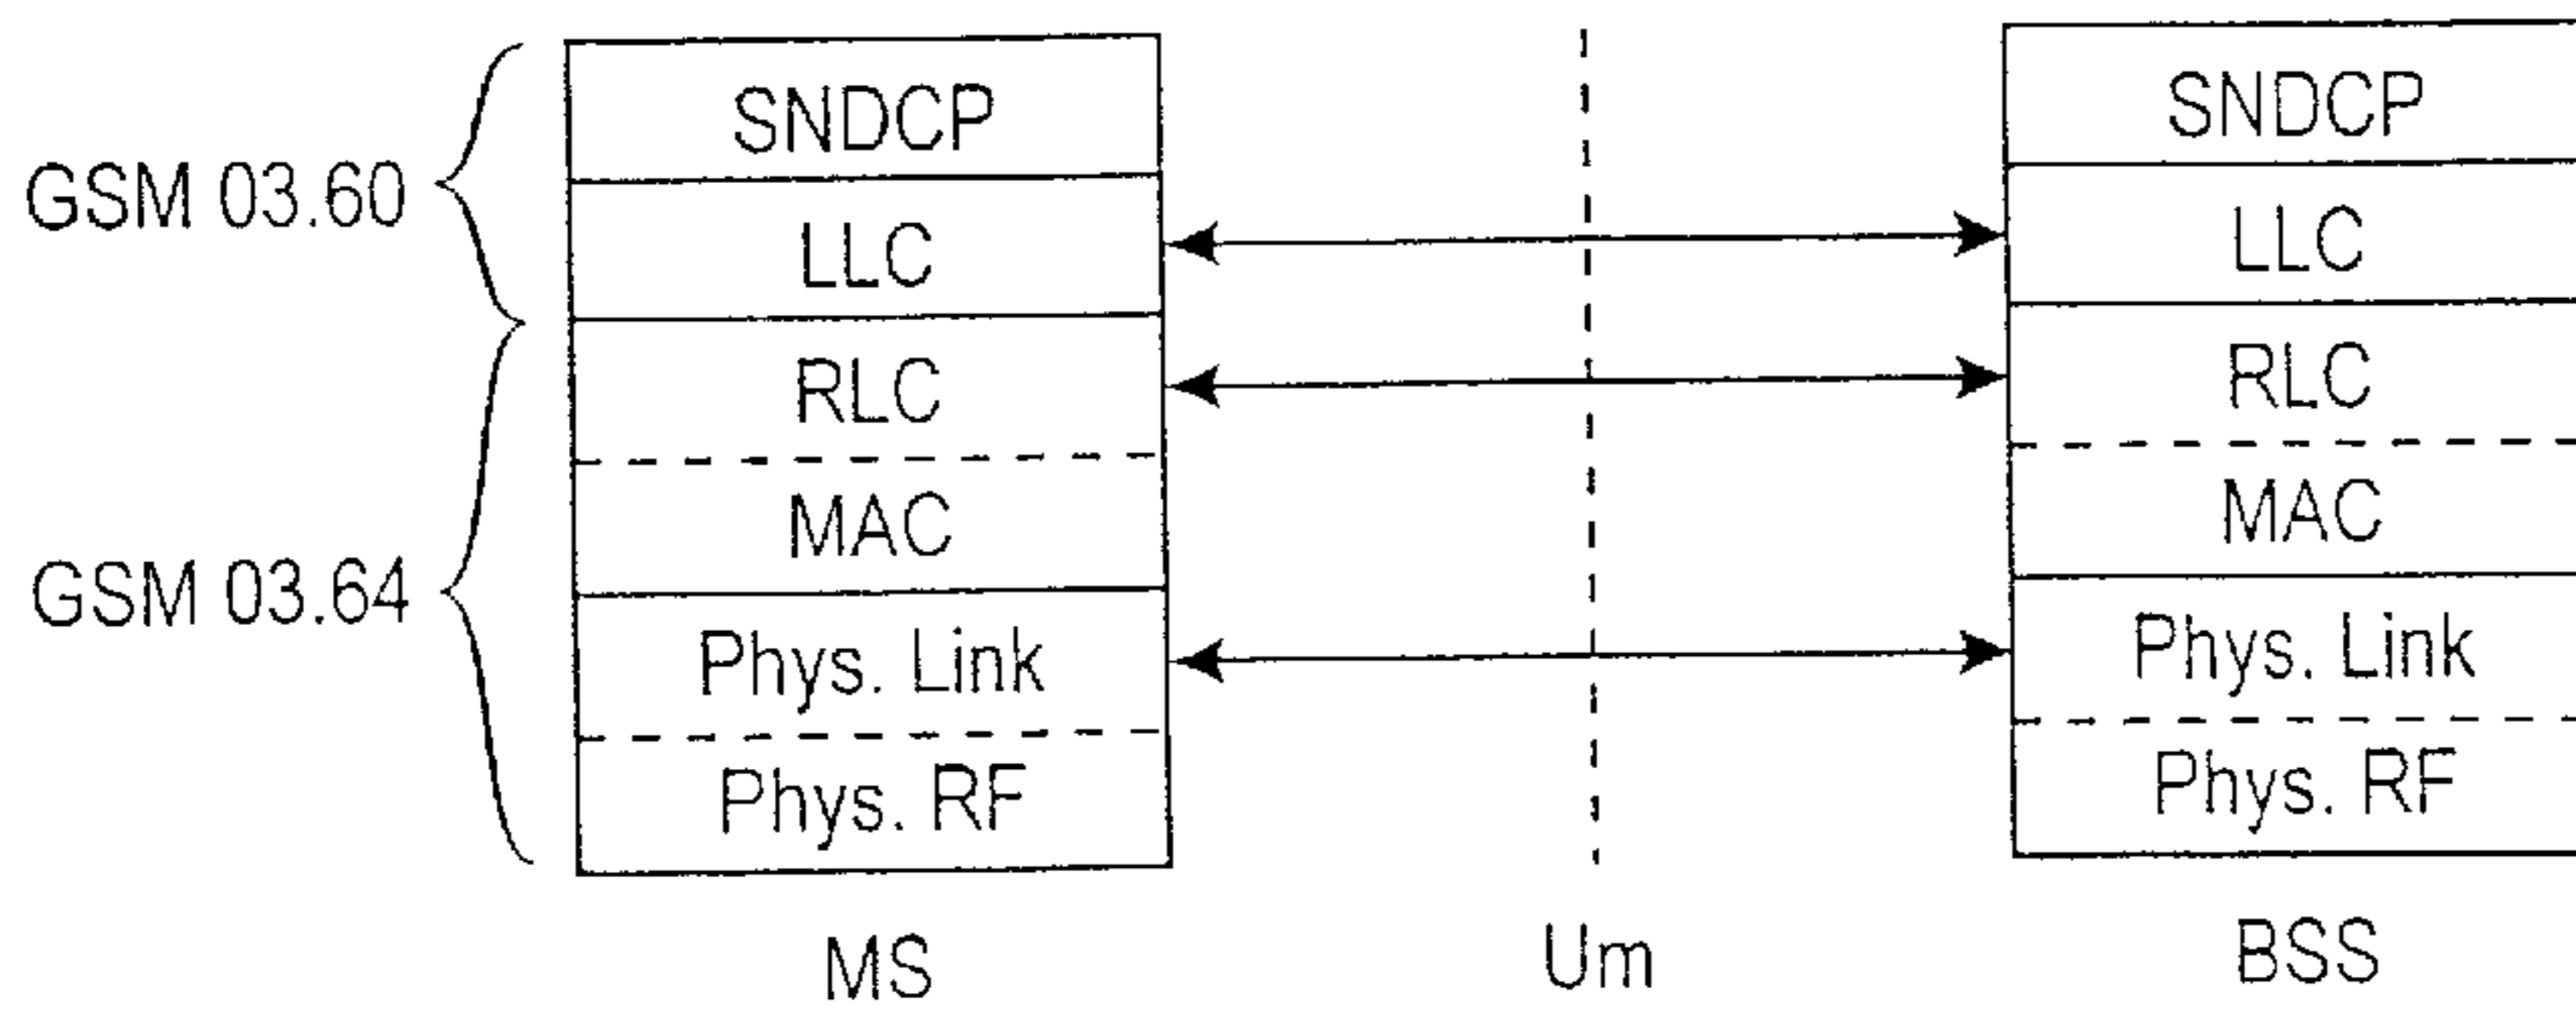 SNDCP
SNDCP
GSM 03.60
LLC
LLC
RLC
RLC
MAC
MAC
GSM 03.64
Phys. Link
Phys. Link
Phys. RF
Phys. RF
MS
Um
BSS